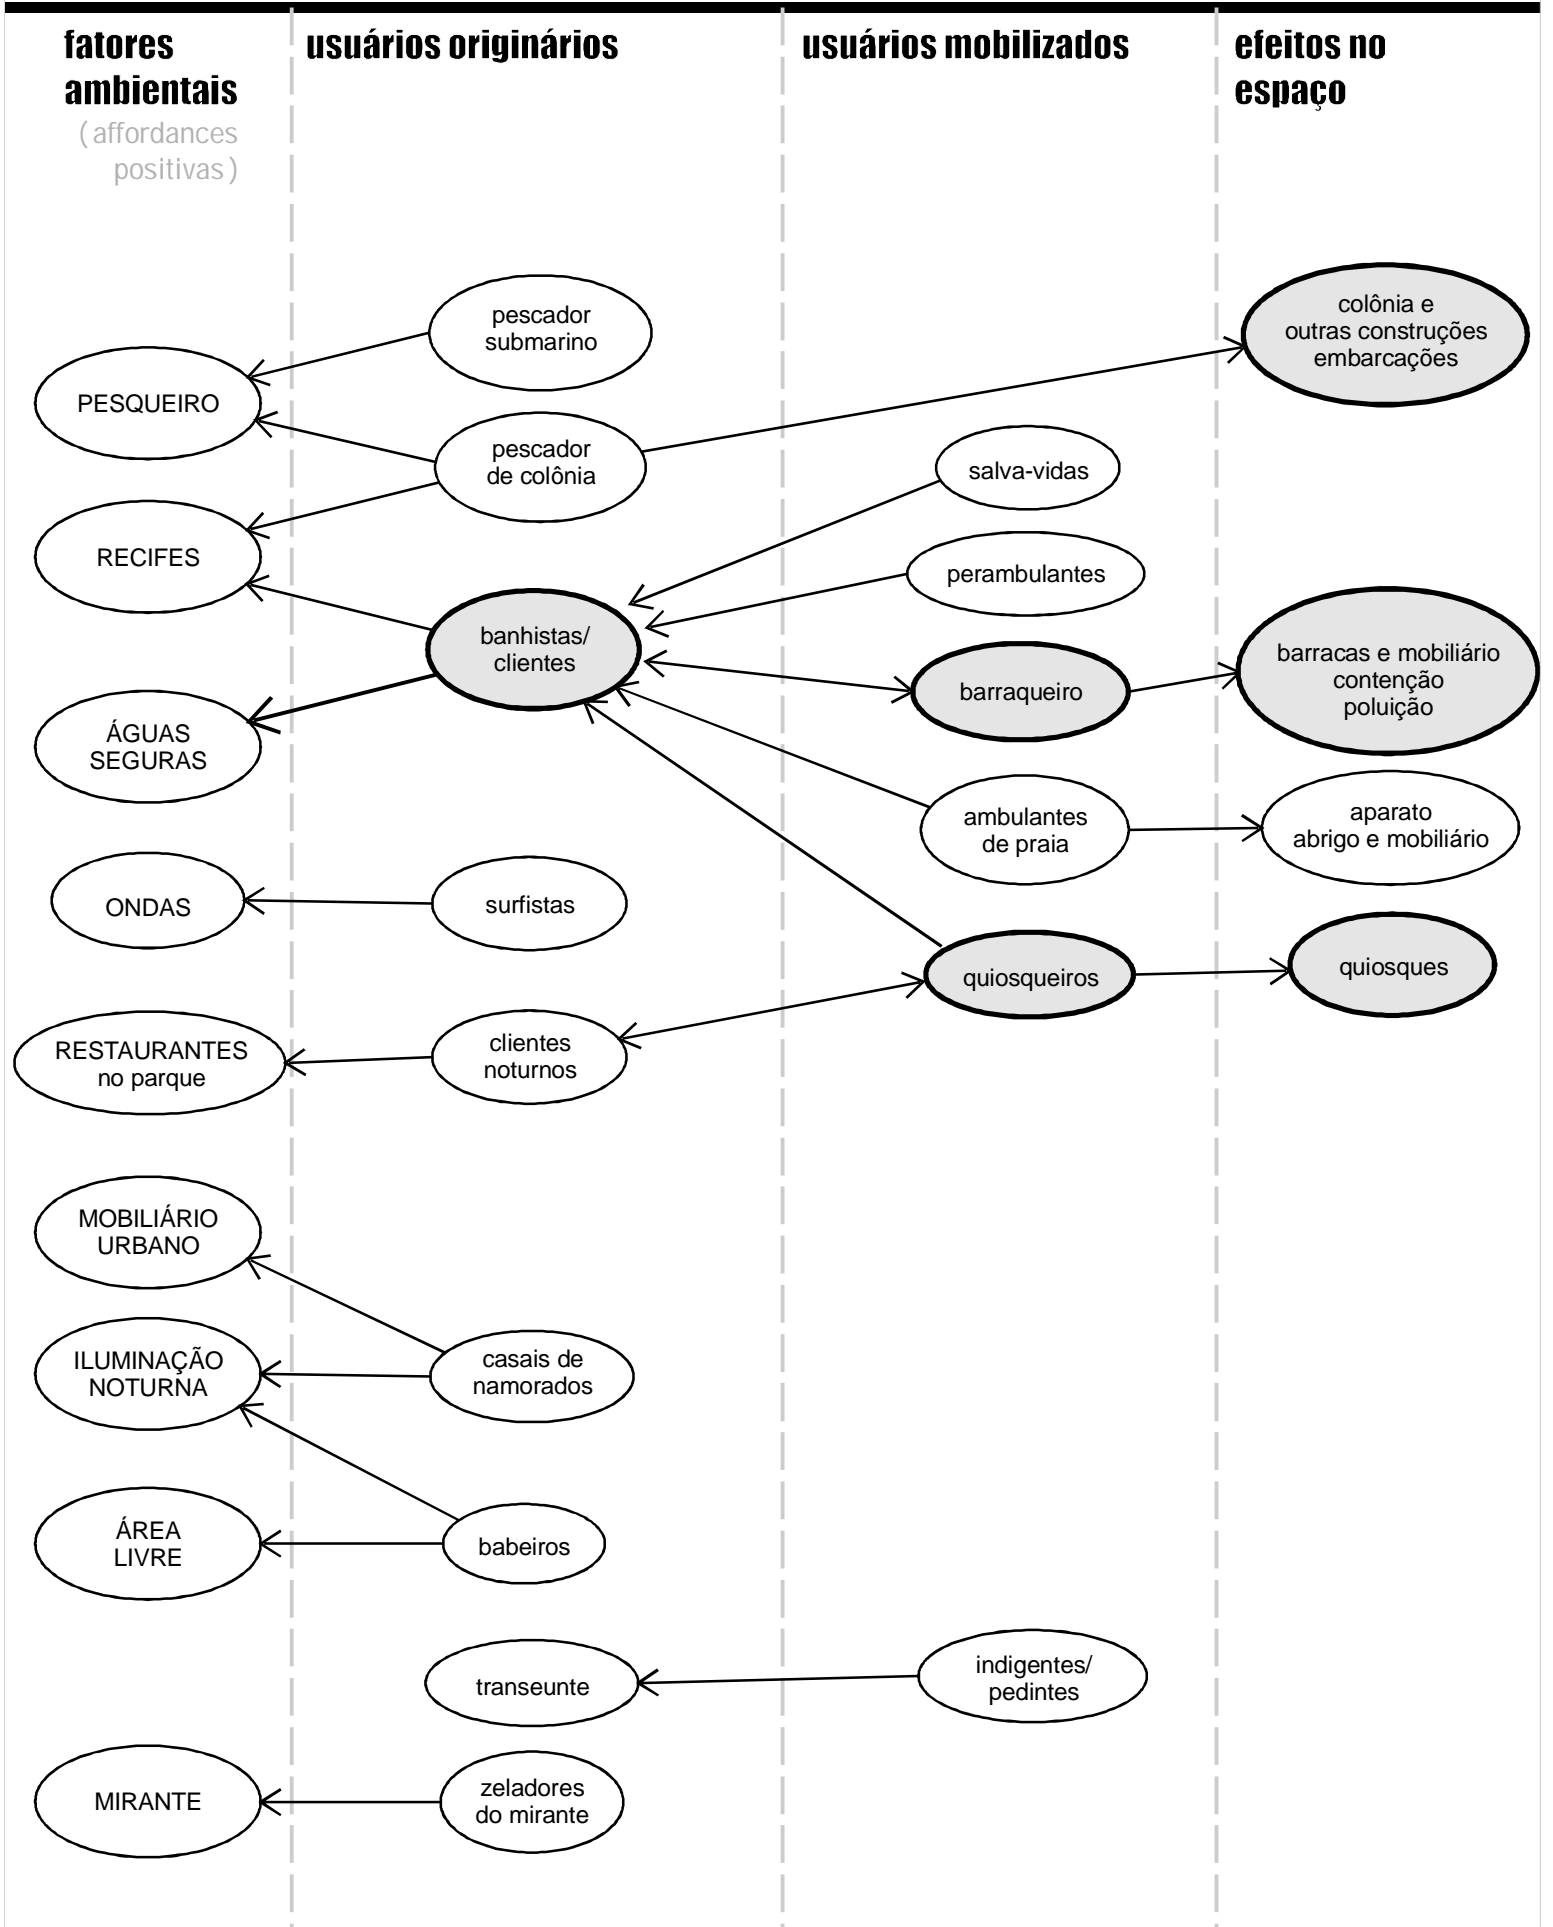 fatores
ambientais
(affordances
positivas)
usuários originários
usuários mobilizados
efeitos no
espaço
PESQUEIRO
RECIFES
ÁGUAS
SEGURAS
ONDAS
RESTAURANTES
no parque
MOBILIÁRIO
URBANO
ILUMINAÇÃO
NOTURNA
ÁREA
LIVRE
MIRANTE
pescador
submarino
pescador
de colônia
banhistas/
clientes
surfistas
clientes
noturnos
casais de
namorados
babeiros
transeunte
zeladores
do mirante
salva-vidas
perambulantes
barraqueiro
ambulantes
de praia
quiosqueiros
indigentes/
pedintes
colônia e
outras construções
embarcações
barracas e mobiliário
contenção
poluição
aparato
abrigo e mobiliário
quiosques